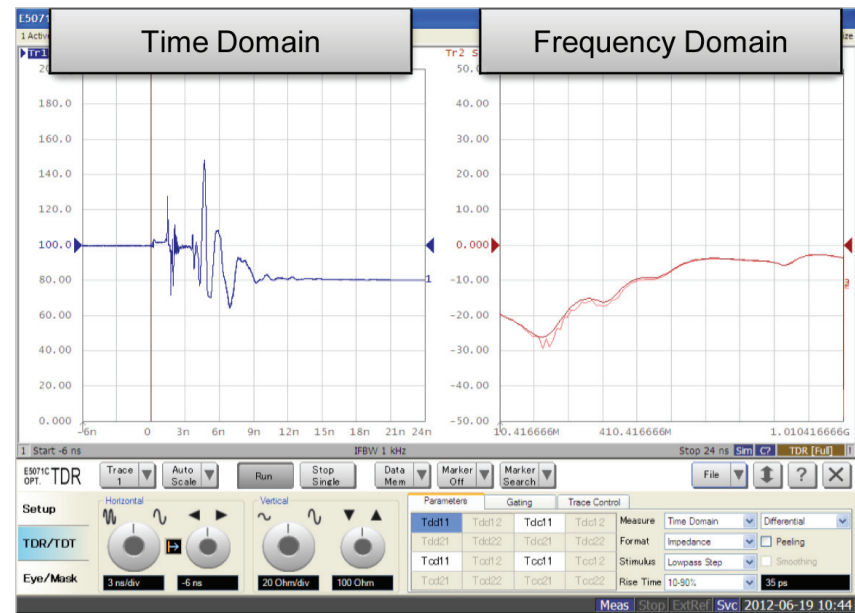 E5071
1 Active
Time Domain
Frequency Domain
ize
Tr1
Tr2 S
50.
180.0
160.0
140.0
120.0
100.0
80.00
60.00
40.00
20.00
0.000
40.00
30.00
20.00
10.00
0.000
-10.00
-20.00
-30.00
-40.00
-50.00
1
-6n 0 3n 6n 9n 12n 15n 18n 21n 24n
10.416666M 410.416666M 1.010416666G
1 Start -6 ns IFBW 1 kHz Stop 24 ns Sim C? TDR [Full] !
E5071C OPT. TDR
Trace 1
Auto Scale
Run
Stop Single
Data Mem
Marker Off
Marker Search
File
?
Setup
TDR/TDT
Eye/Mask
Horizontal
3 ns/div
-6 ns
Vertical
20 Ohm/div
100 Ohm
Parameters Gating Trace Control
Tdd11 Tdd12 Tdc11 Tdc12
Tdd21 Tdd22 Tdc21 Tdc22
Tcd11 Tcd12 Tcc11 Tcc12
Tcd21 Tcd22 Tcc21 Tcc22
Measure Time Domain Differential
Format Impedance Peeling
Stimulus Lowpass Step Smoothing
Rise Time 10-90% 35 ps
Meas Stop ExtRef Svc 2012-06-19 10:44